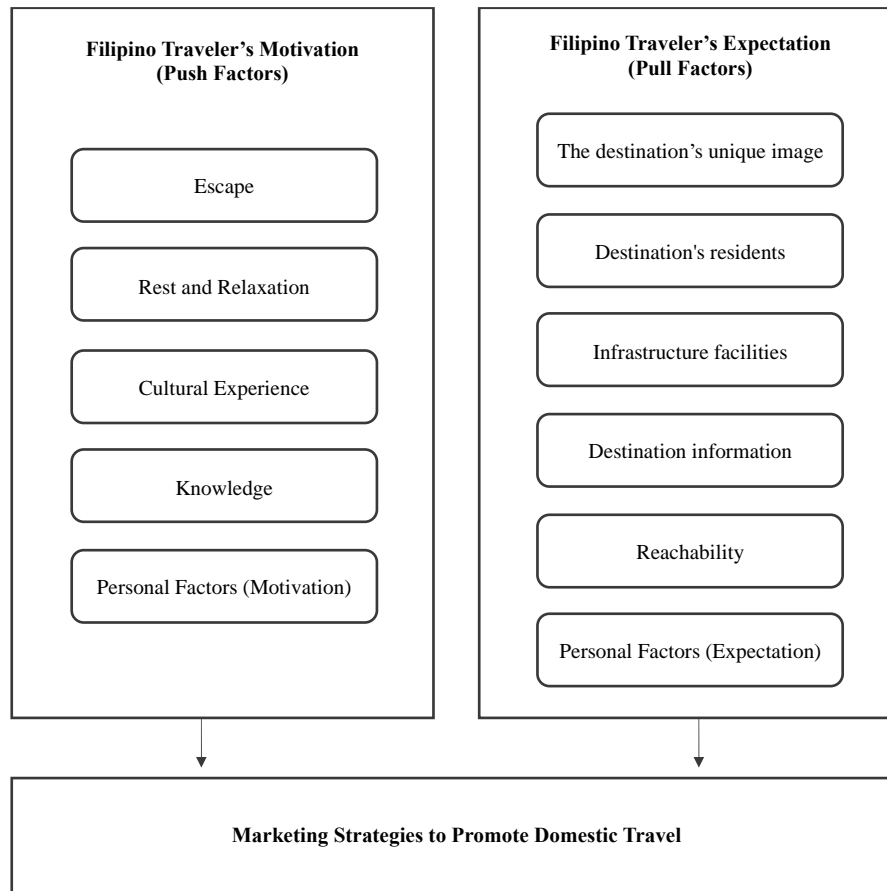 Filipino Traveler’s Motivation
(Push Factors)
Escape
Rest and Relaxation
Cultural Experience
Knowledge
Personal Factors (Motivation)
Filipino Traveler’s Expectation
(Pull Factors)
The destination’s unique image
Destination's residents
Infrastructure facilities
Destination information
Reachability
Personal Factors (Expectation)
Marketing Strategies to Promote Domestic Travel